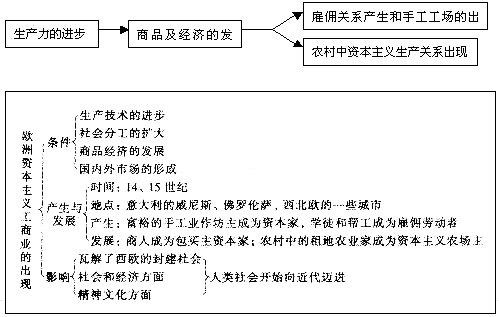 生产力的进步
商品及经济的发
雇佣关系产生和手工工场的出
农村中资本主义生产关系出现
欧洲资本主义工商业的出现
条件
生产技术的进步
社会分工的扩大
商品经济的发展
国内外市场的形成
产生与发展
时间：14、15世纪
地点：意大利的威尼斯、佛罗伦萨，西北欧的一些城市
产生：富裕的手工业作坊主成为资本家，学徒和帮工成为雇佣劳动者
发展：商人成为包买主资本家；农村中的租地农业家成为资本主义农场主
影响
瓦解了西欧的封建社会
社会和经济方面
精神文化方面
人类社会开始向近代迈进